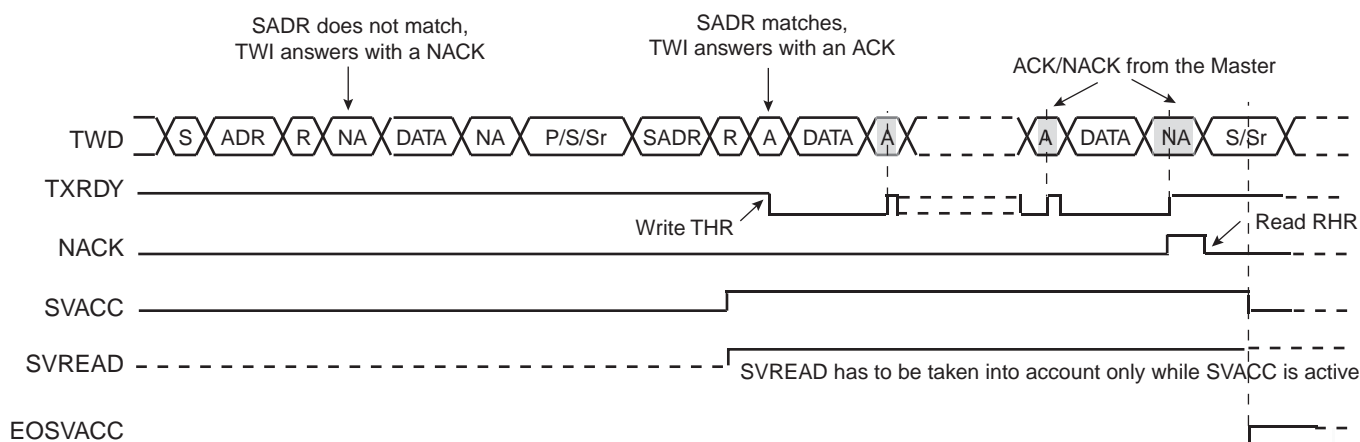 SADR does not match,
TWI answers with a NACK
SADR matches,
TWI answers with an ACK
ACK/NACK from the Master
TWD S ADR R NA DATA NA P/S/Sr SADR R A DATA A A DATA NA S/Sr
TXRDY
Write THR
Read RHR
NACK
SVACC
SVREAD
SVREAD has to be taken into account only while SVACC is active
EOSVACC